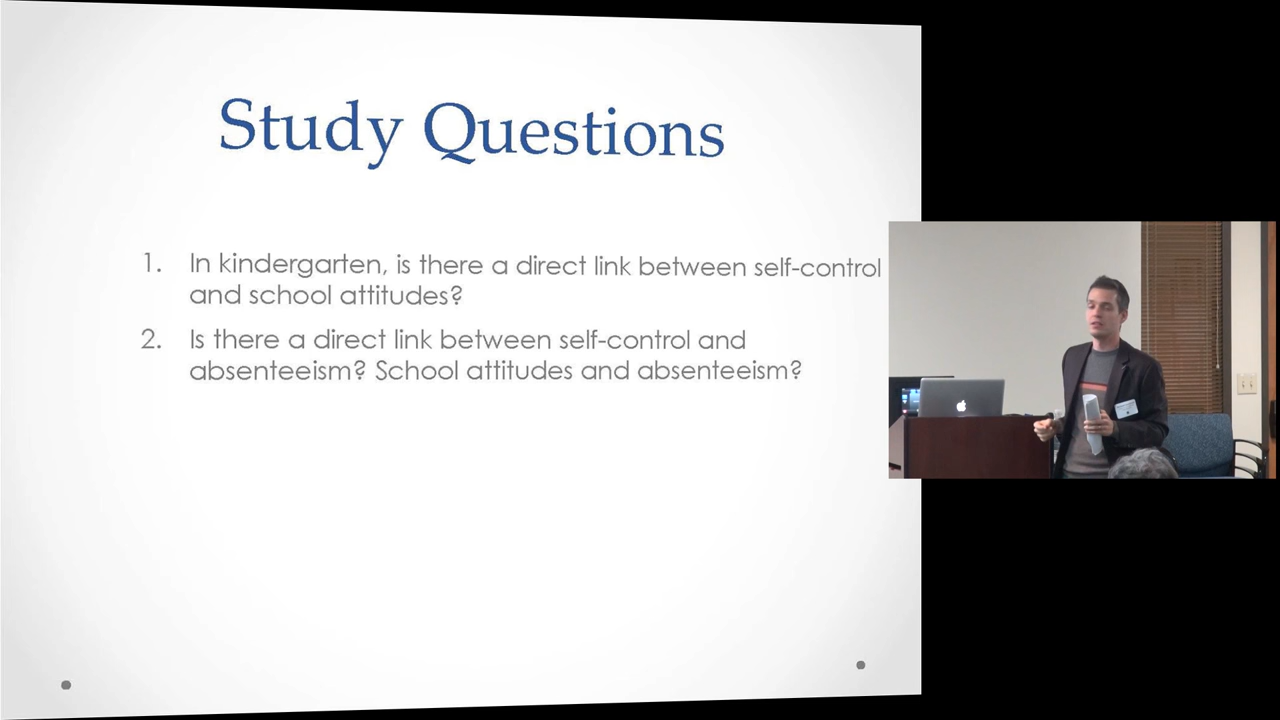 Study Questions
1. In kindergarten, is there a direct link between self-control
and school attitudes?
2. Is there a direct link between self-control and
absenteeism? School attitudes and absenteeism?